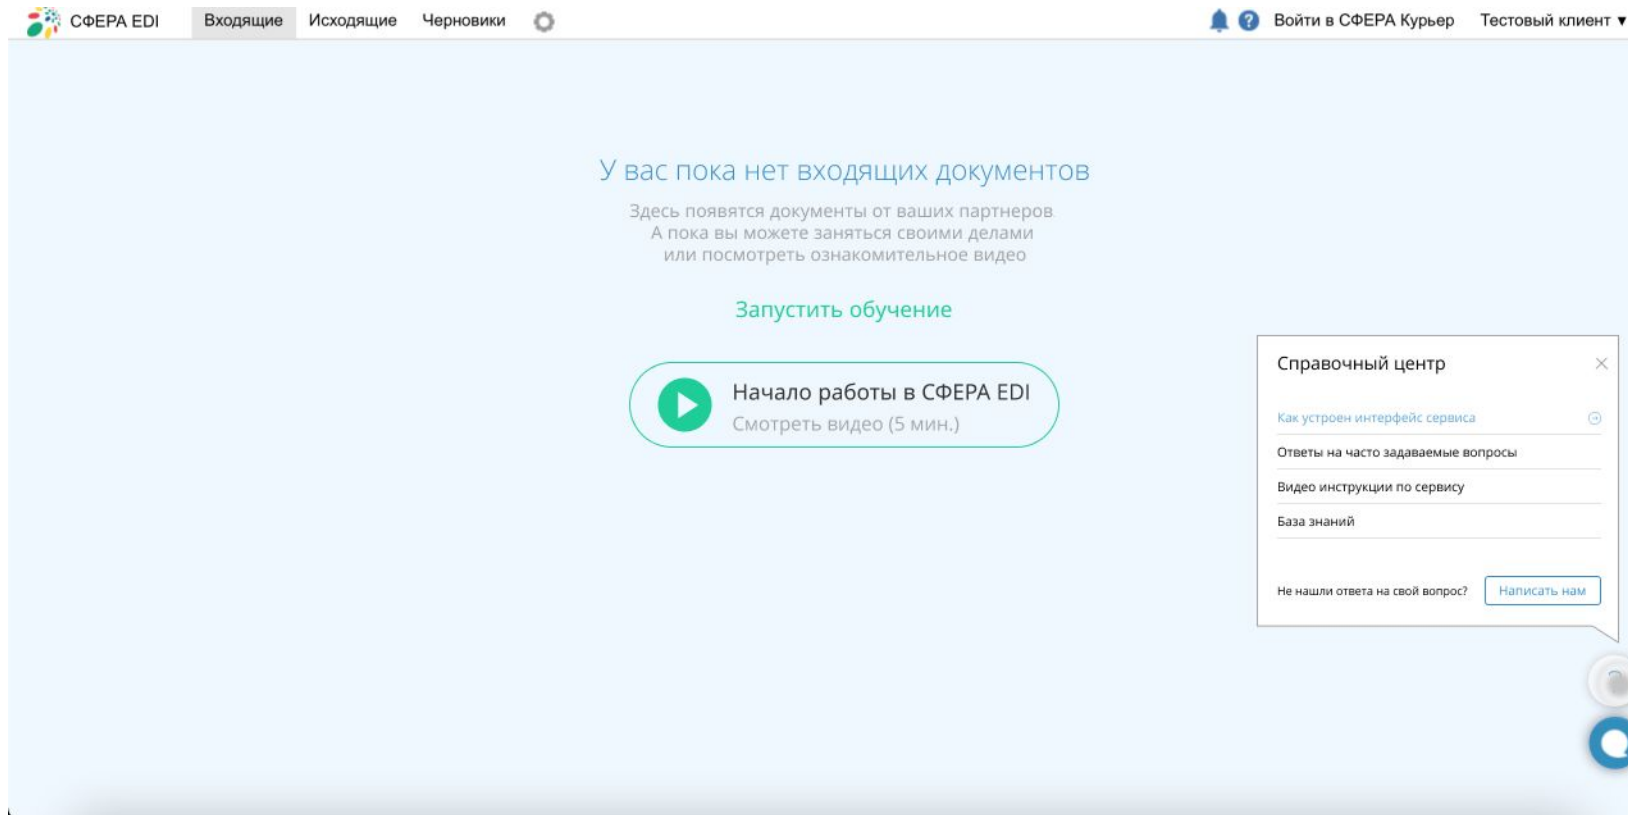 СФЕРА EDI
Входящие
Исходящие
Черновики
?
Войти в СФЕРА Курьер
Тестовый клиент ▼
У вас пока нет входящих документов
Здесь появятся документы от ваших партнеров
А пока вы можете заняться своими делами
или посмотреть ознакомительное видео
Запустить обучение
Начало работы в СФЕРА EDI
Смотреть видео (5 мин.)
Справочный центр
Как устроен интерфейс сервиса
Ответы на часто задаваемые вопросы
Видео инструкции по сервису
База знаний
Не нашли ответа на свой вопрос?
Написать нам